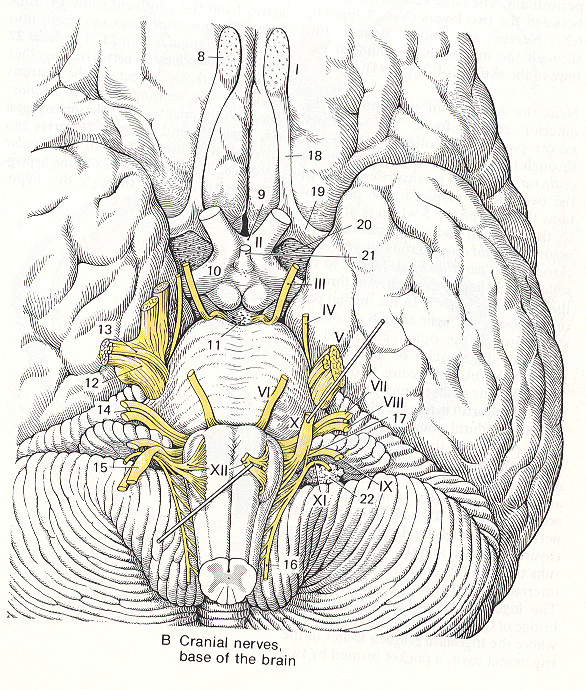 8
I
18
9
19
II
20
21
10
III
IV
13
11
V
12
VI
VII
14
X
VIII
17
15
XII
IX
XI
22
16
B Cranial nerves,
base of the brain